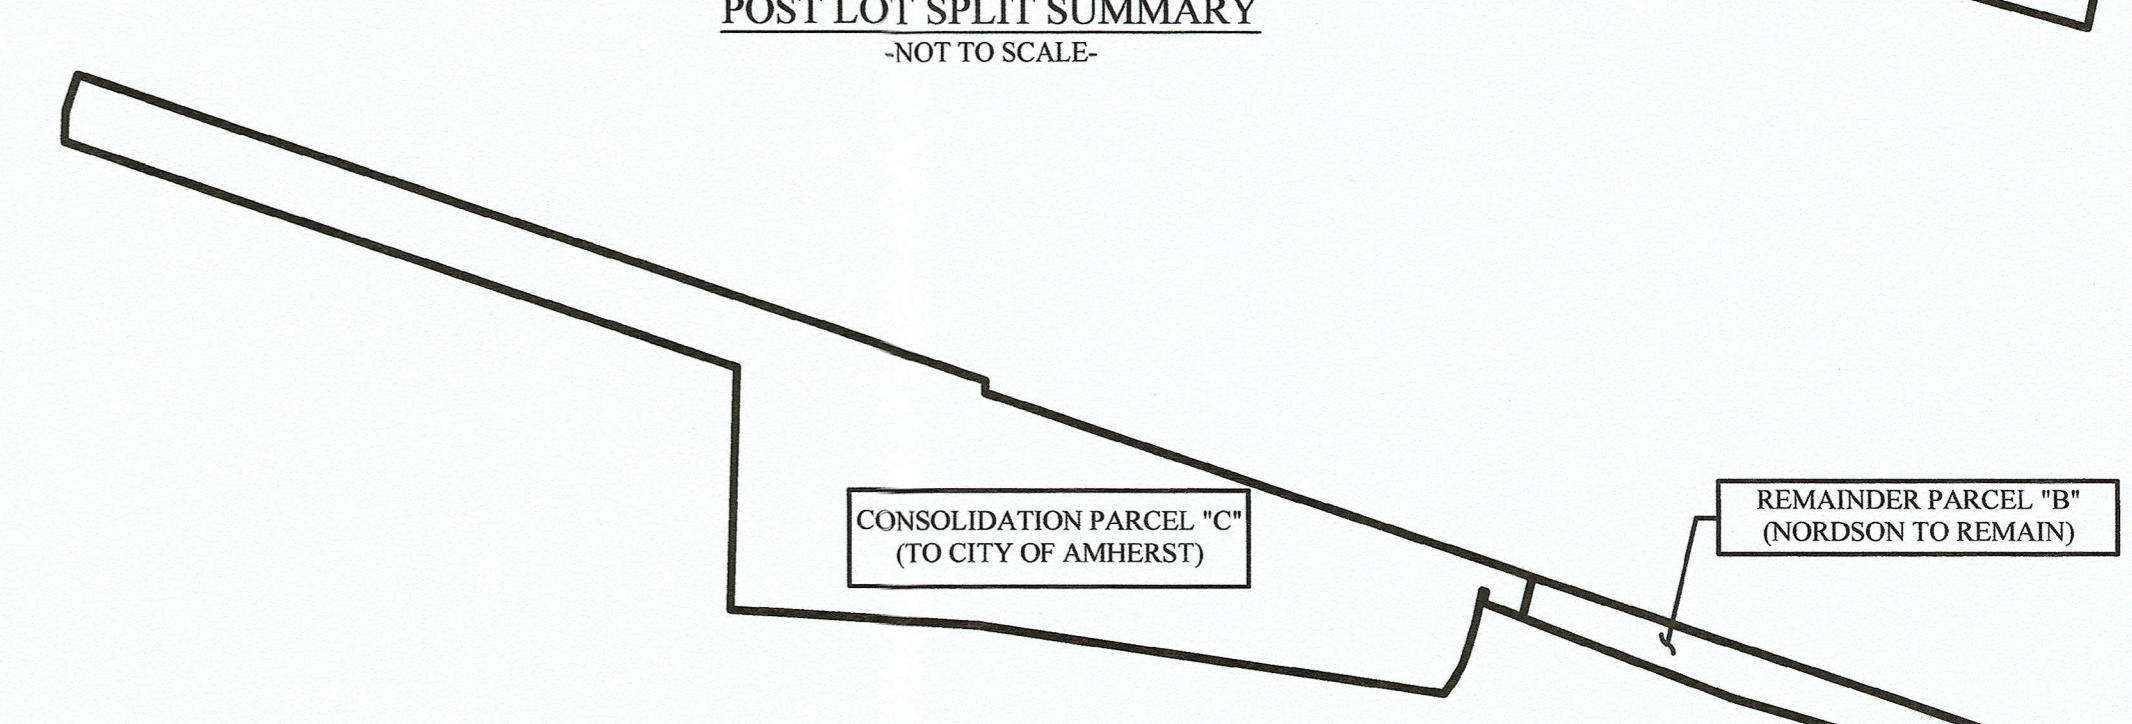 POST LOT SPLIT SUMMARY
-NOT TO SCALE-
CONSOLIDATION PARCEL "C"
(TO CITY OF AMHERST)
REMAINDER PARCEL "B"
(NORDSON TO REMAIN)